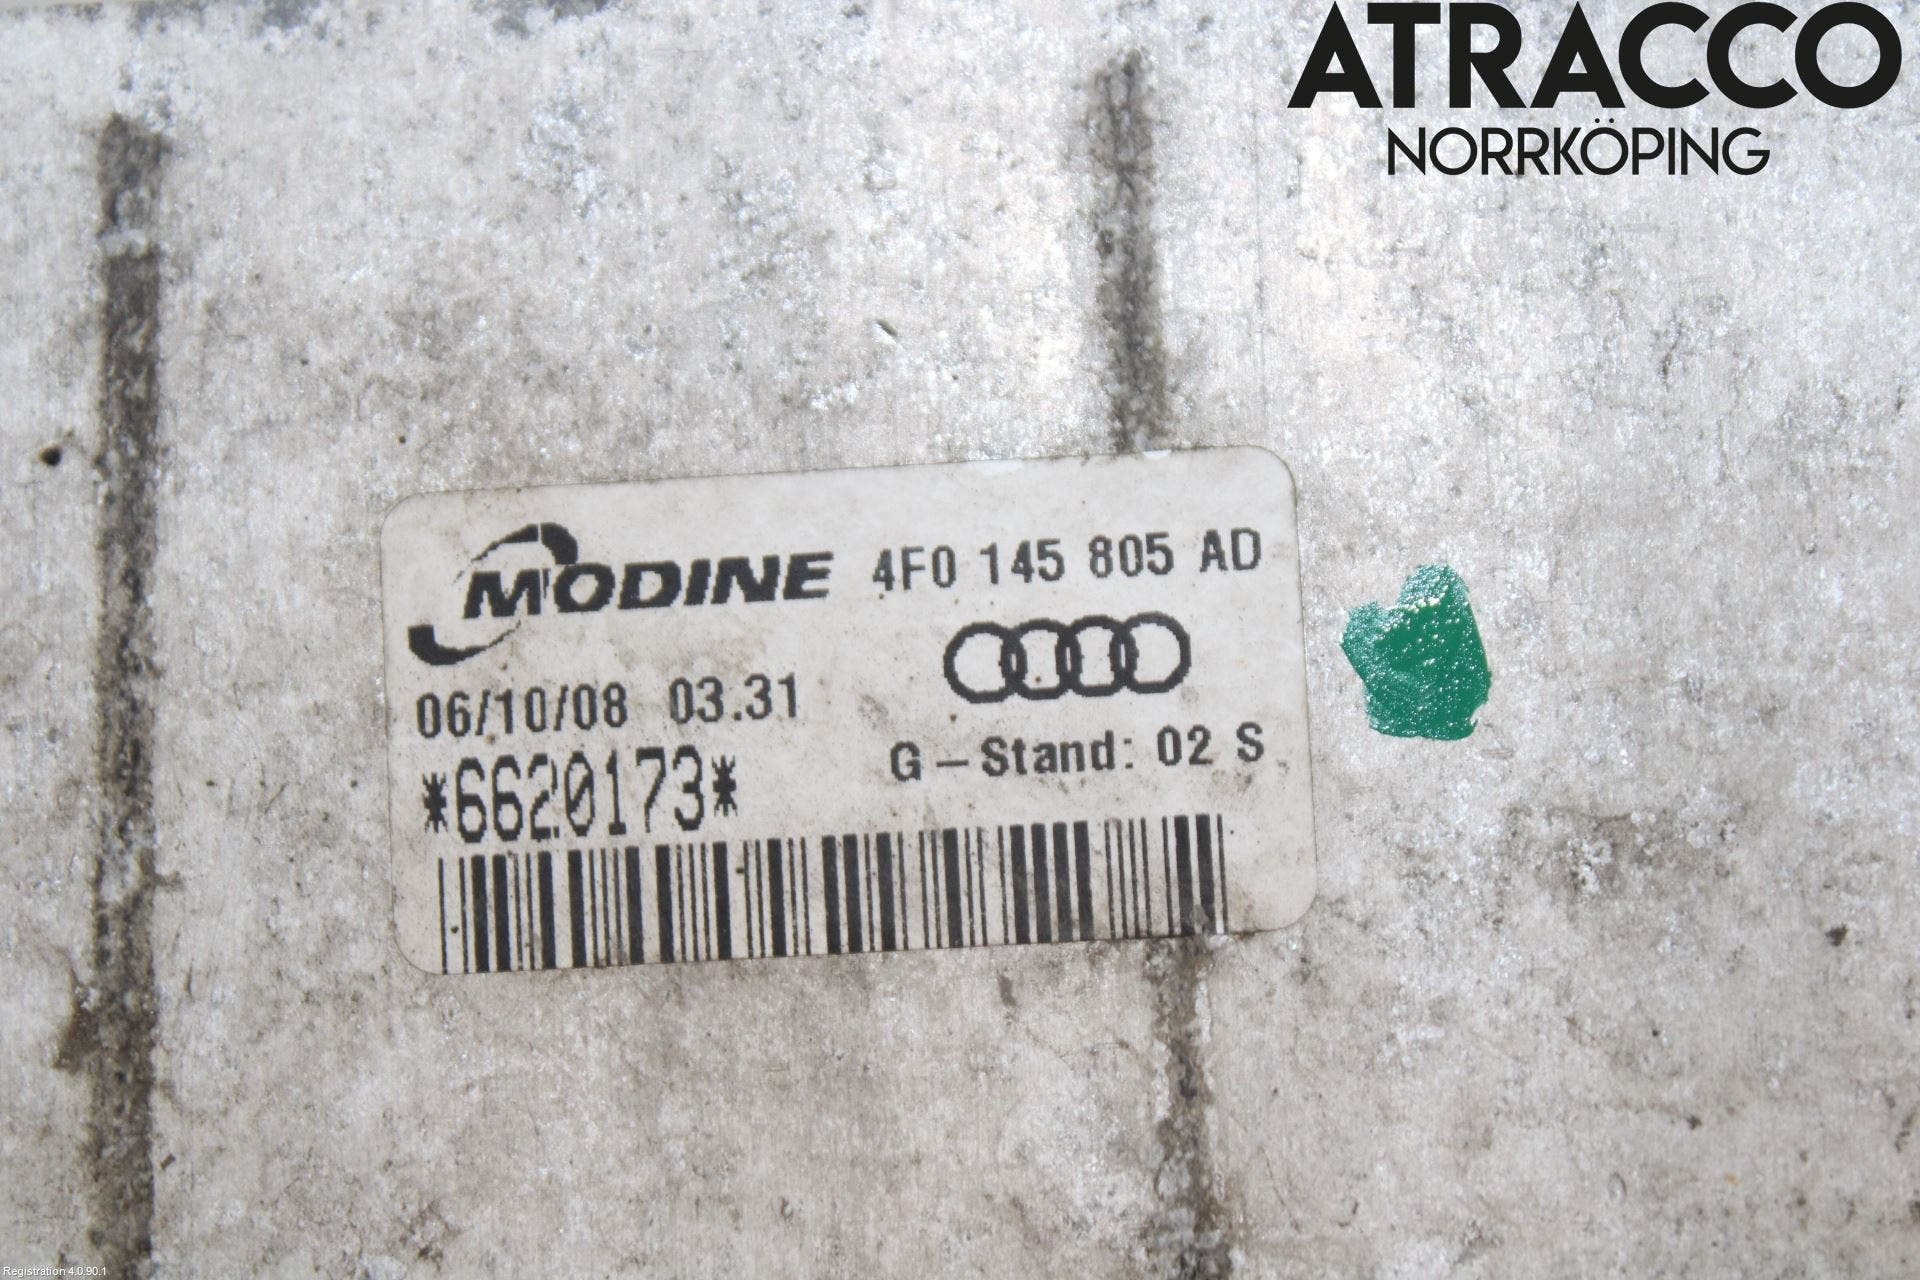 ATRACCO
NORRKÖPING
MODINE 4F0 145 805 AD
06/10/08 03.31
G-Stand: 02 S
*6620173*
Registration 4.0.90.1